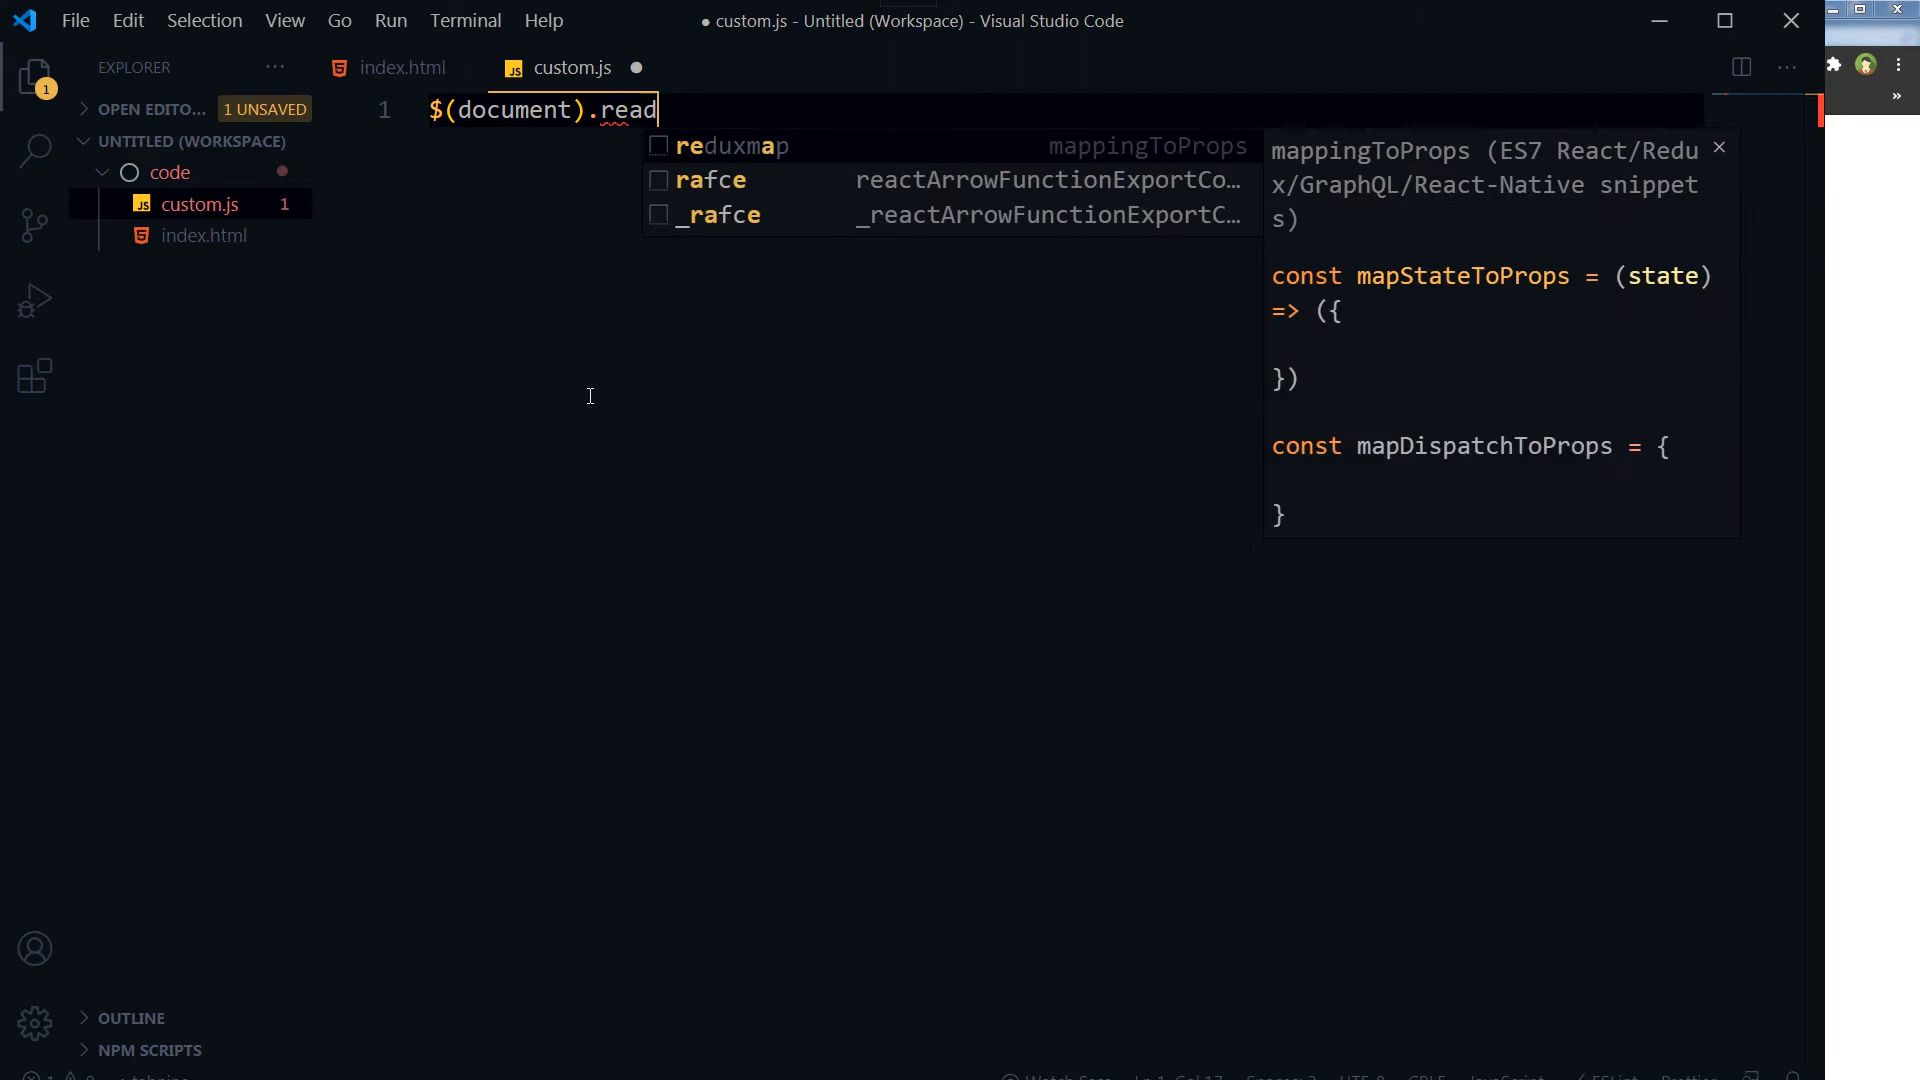 File Edit Selection View Go Run Terminal Help
● custom.js - Untitled (Workspace) - Visual Studio Code
EXPLORER ···
index.html
JS custom.js ●
1
OPEN EDITO... 1 UNSAVED
UNTITLED (WORKSPACE)
code
JS custom.js 1
index.html
1 $(document).read
reduxmap mappingToProps
rafce reactArrowFunctionExportCo…
_rafce _reactArrowFunctionExportC…
mappingToProps (ES7 React/Redu
x/GraphQL/React-Native snippet
s)
const mapStateToProps = (state)
=> ({
})
const mapDispatchToProps = {
}
OUTLINE
NPM SCRIPTS